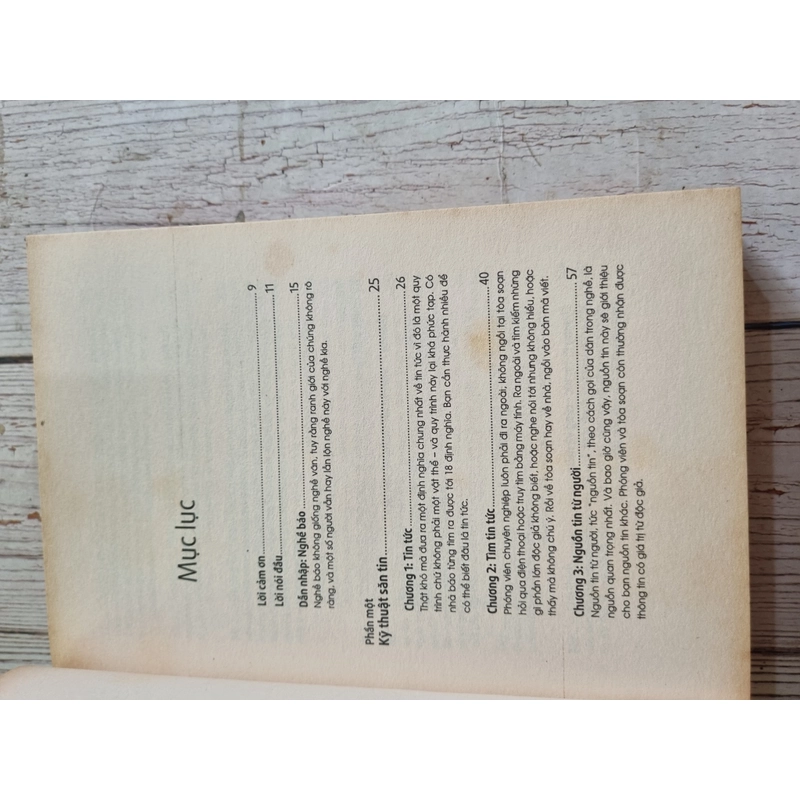 Mục lục
Lời cảm ơn 9
Lời nói đầu 11
Dẫn nhập: Nghề báo 15
Nghề báo không giống nghề văn, tuy rằng ranh giới của chúng không rõ
ràng, và một số người vẫn hay lẫn lộn nghề này với nghề kia.
Phần một
Kỹ thuật săn tin 25
Chương 1: Tin tức 26
Thật khó mà đưa ra một định nghĩa chung nhất về tin tức vì đó là một quy
trình chứ không phải một vật thể – và quy trình này lại khá phức tạp. Có
nhà báo từng tìm ra được tới 18 định nghĩa. Bạn cần thực hành nhiều để
có thể biết đâu là tin tức.
Chương 2: Tìm tin tức 40
Phóng viên chuyên nghiệp luôn phải đi ra ngoài, không ngồi tại tòa soạn
hỏi qua điện thoại hoặc truy tìm bằng máy tính. Ra ngoài và tìm kiếm những
gì phần lớn độc giả không biết, hoặc nghe nói tới nhưng không hiểu, hoặc
thấy mà không chú ý. Rồi về tòa soạn hay về nhà, ngồi vào bàn mà viết.
Chương 3: Nguồn tin từ người 57
Nguồn tin từ người, tức "nguồn tin", theo cách gọi của dân trong nghề, là
nguồn quan trọng nhất. Và bao giờ cũng vậy, nguồn tin này sẽ giới thiệu
cho bạn nguồn tin khác. Phóng viên và tòa soạn còn thường nhận được
thông tin có giá trị từ độc giả.